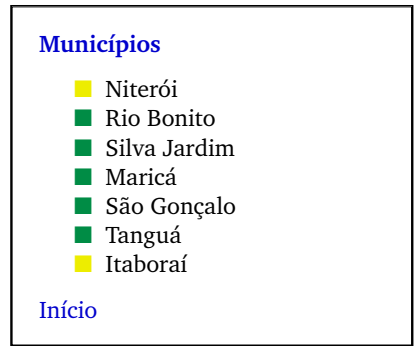 Municípios
Niterói
Rio Bonito
Silva Jardim
Maricá
São Gonçalo
Tanguá
Itaboraí
Início